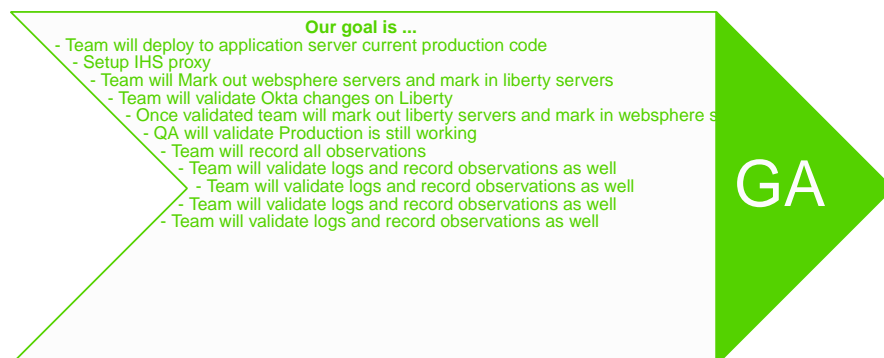 Our goal is ...
- Team will deploy to application server current production code
- Setup IHS proxy
- Team will Mark out websphere servers and mark in liberty servers
- Team will validate Okta changes on Liberty
- Once validated team will mark out liberty servers and mark in websphere s
- QA will validate Production is still working
- Team will record all observations
- Team will validate logs and record observations as well
- Team will validate logs and record observations as well
- Team will validate logs and record observations as well
- Team will validate logs and record observations as well
GA